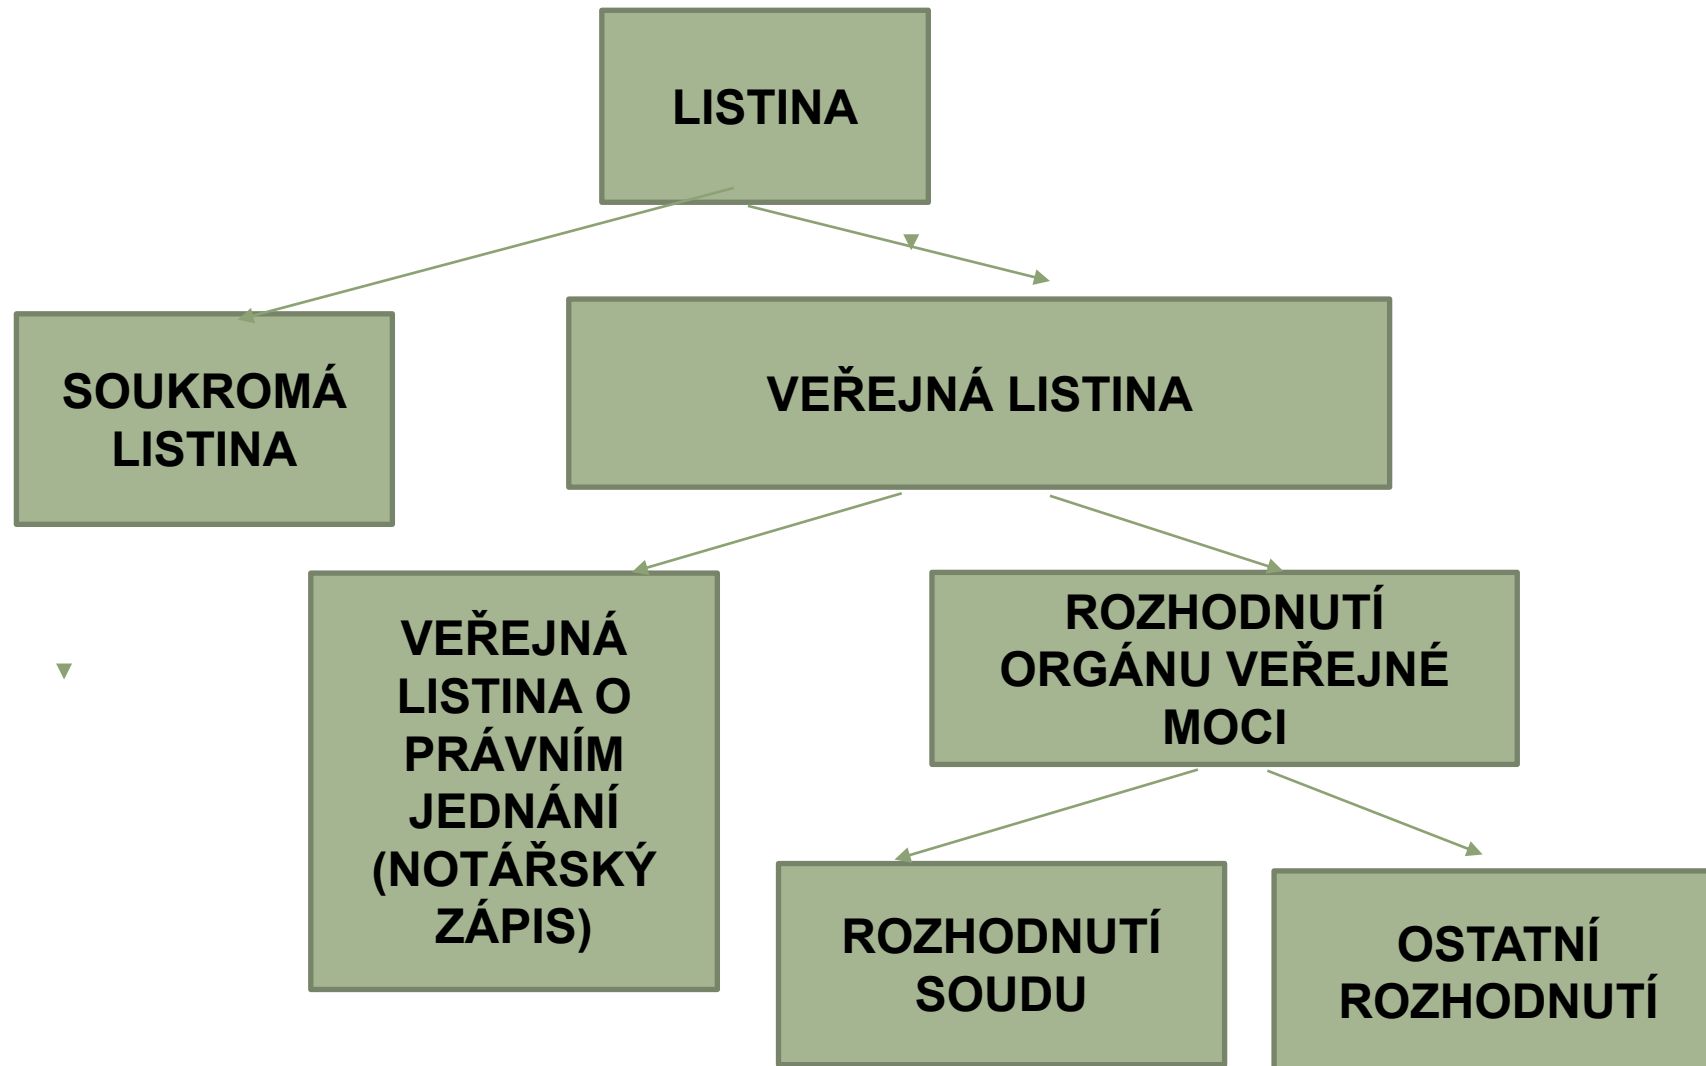 LISTINA
SOUKROMÁ
LISTINA
VEŘEJNÁ LISTINA
VEŘEJNÁ
LISTINA O
PRÁVNÍM
JEDNÁNÍ
(NOTÁŘSKÝ
ZÁPIS)
ROZHODNUTÍ
ORGÁNU VEŘEJNÉ
MOCI
ROZHODNUTÍ
SOUDU
OSTATNÍ
ROZHODNUTÍ